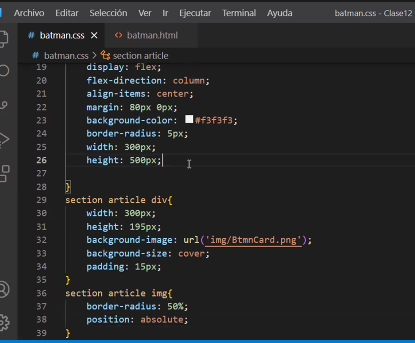 Archivo Editar Selección Ver Ir Ejecutar Terminal Ayuda batman.css - Clase12
# batman.css × <> batman.html
# batman.css > section article
19 display: flex;
20 flex-direction: column;
21 align-items: center;
22 margin: 80px 0px;
23 background-color: #f3f3f3;
24 border-radius: 5px;
25 width: 300px;
26 height: 500px;
27
28 }
29 section article div{
30 width: 300px;
31 height: 195px;
32 background-image: url('img/BtmnCard.png');
33 background-size: cover;
34 padding: 15px;
35 }
36 section article img{
37 border-radius: 50%;
38 position: absolute;
39 }